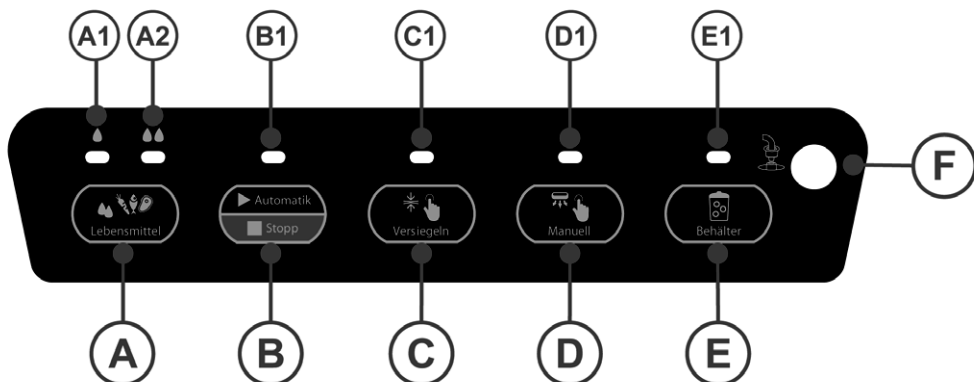 A1 A2 B1 C1 D1 E1
F
Automatik
Lebensmittel Stopp Versiegeln Manuell Behälter
A B C D E